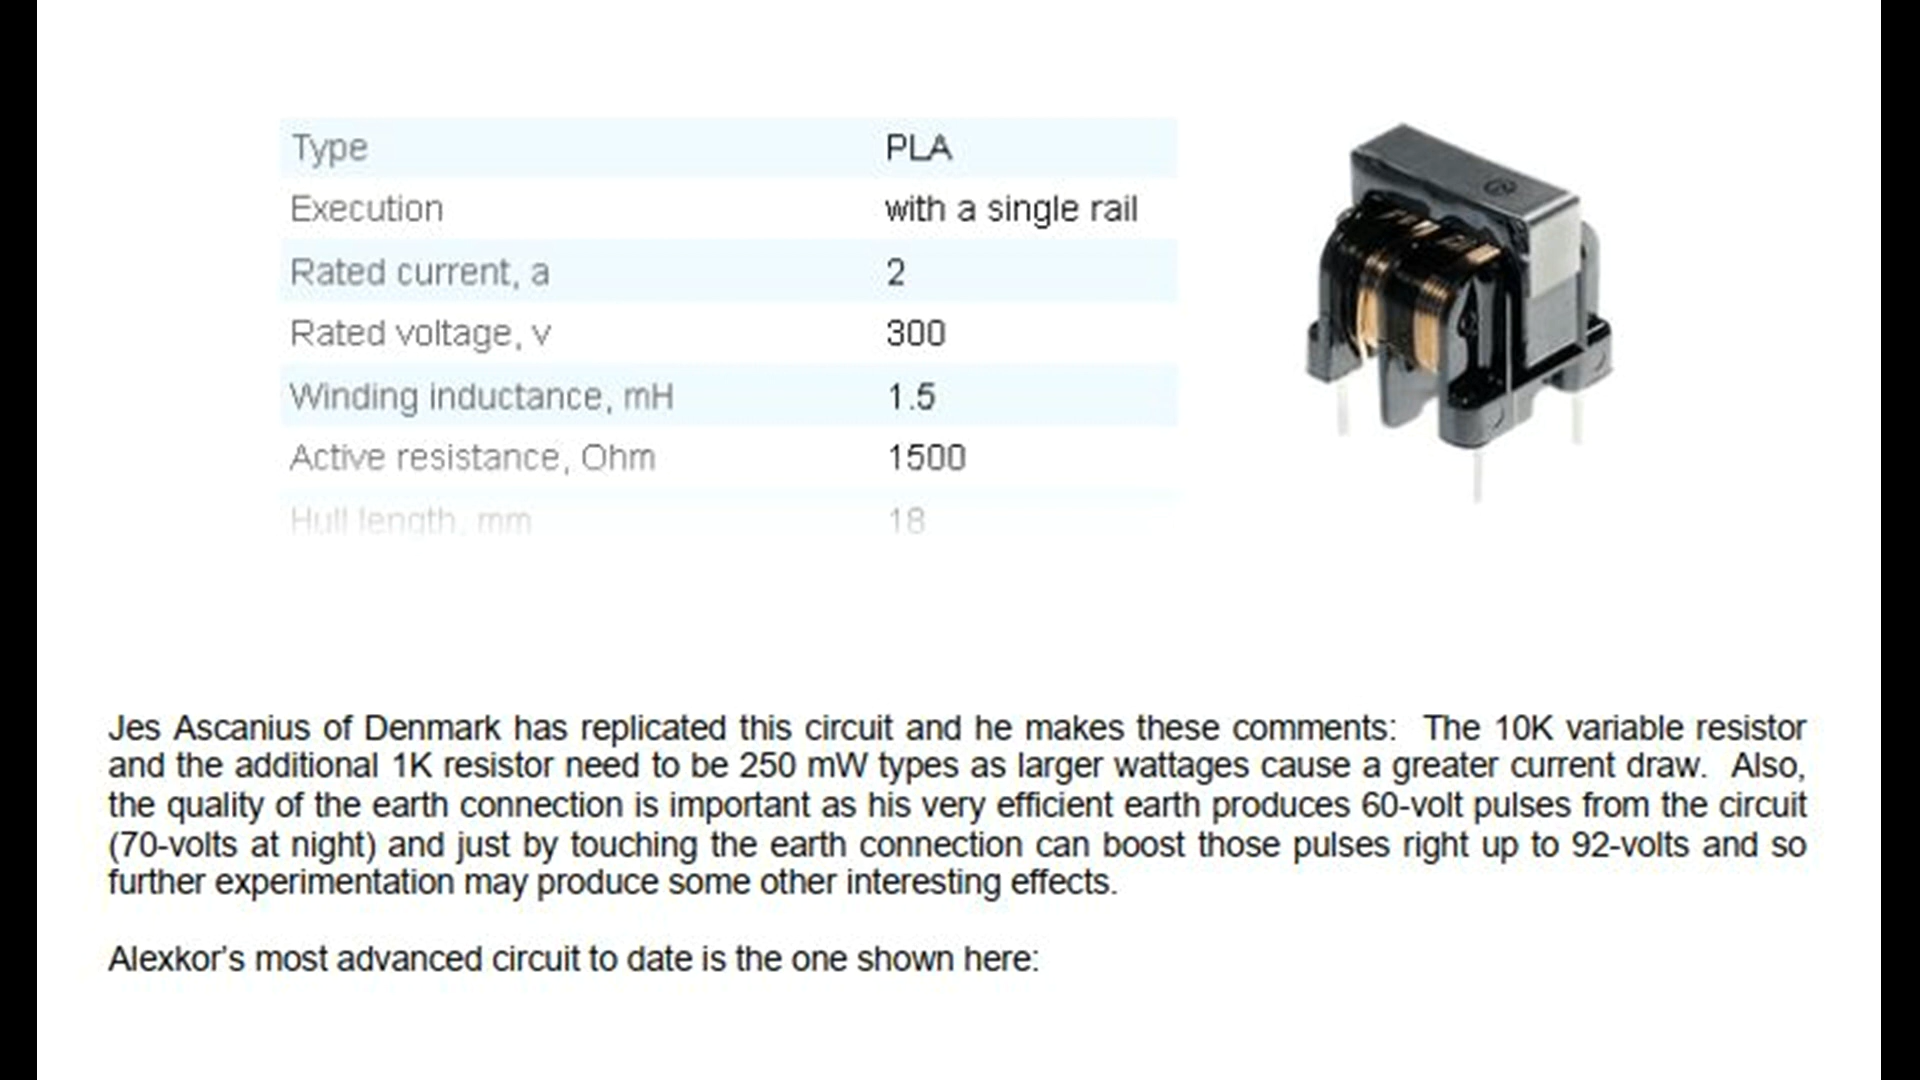 Type PLA
Execution with a single rail
Rated current, a 2
Rated voltage, v 300
Winding inductance, mH 1.5
Active resistance, Ohm 1500
Hull length, mm 18
Jes Ascanius of Denmark has replicated this circuit and he makes these comments: The 10K variable resistor
and the additional 1K resistor need to be 250 mW types as larger wattages cause a greater current draw. Also,
the quality of the earth connection is important as his very efficient earth produces 60-volt pulses from the circuit
(70-volts at night) and just by touching the earth connection can boost those pulses right up to 92-volts and so
further experimentation may produce some other interesting effects.
Alexkor's most advanced circuit to date is the one shown here: